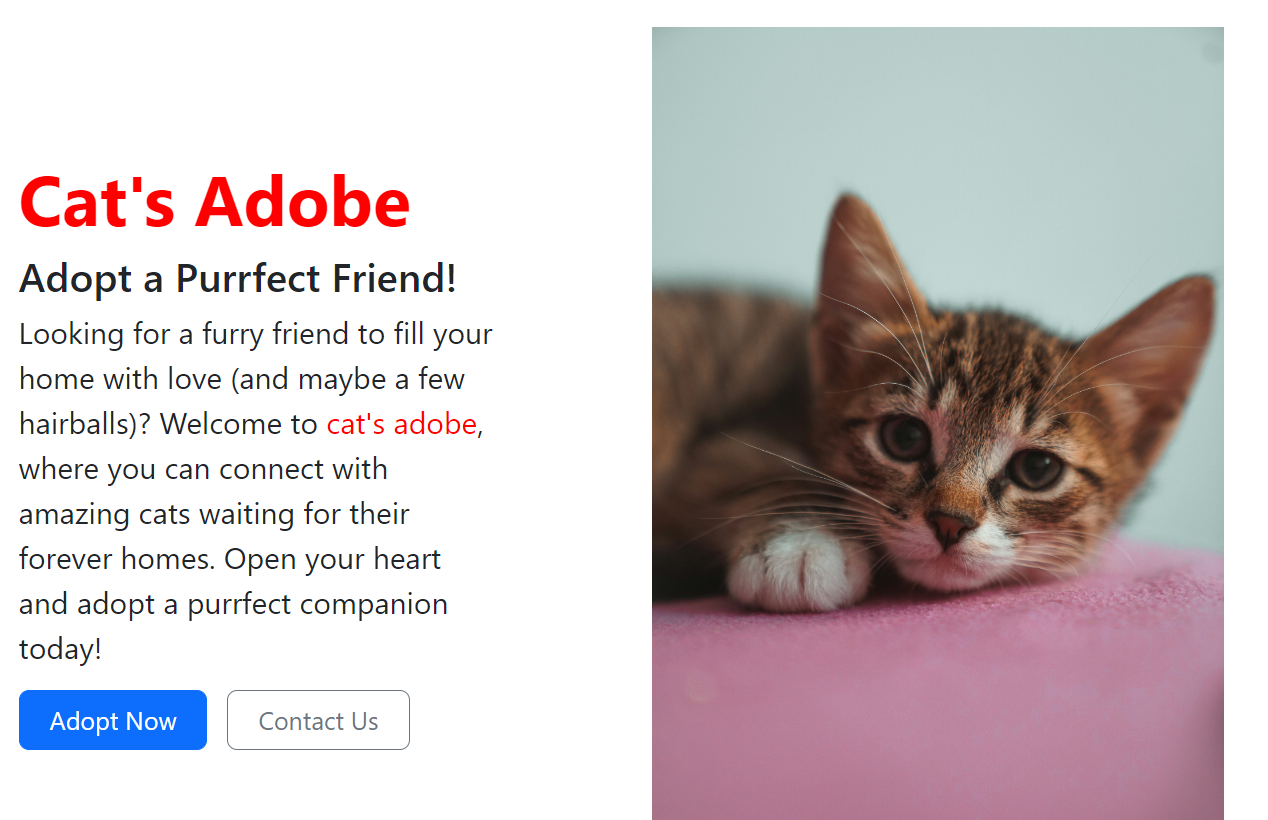 Cat's Adobe
Adopt a Purrfect Friend!
Looking for a furry friend to fill your
home with love (and maybe a few
hairballs)? Welcome to cat's adobe,
where you can connect with
amazing cats waiting for their
forever homes. Open your heart
and adopt a purrfect companion
today!
Adopt Now
Contact Us